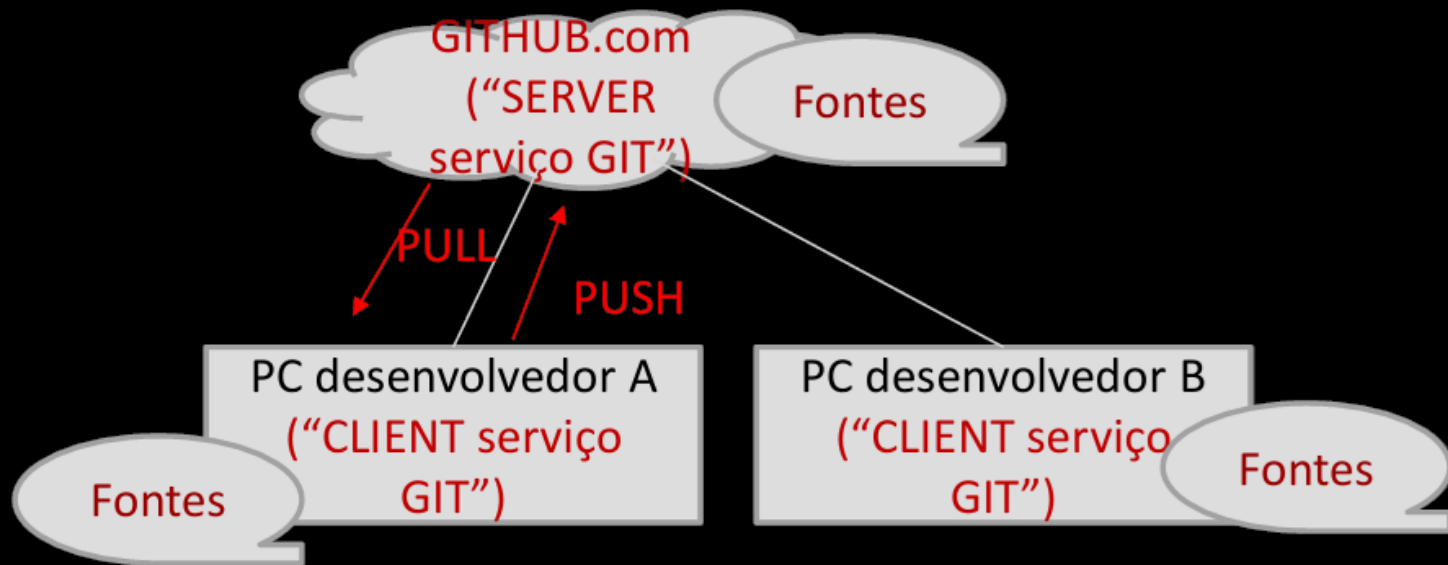 GITHUB.com
(“SERVER
serviço GIT”)
Fontes
PULL
PUSH
PC desenvolvedor A
(“CLIENT serviço
GIT”)
Fontes
PC desenvolvedor B
(“CLIENT serviço
GIT”)
Fontes